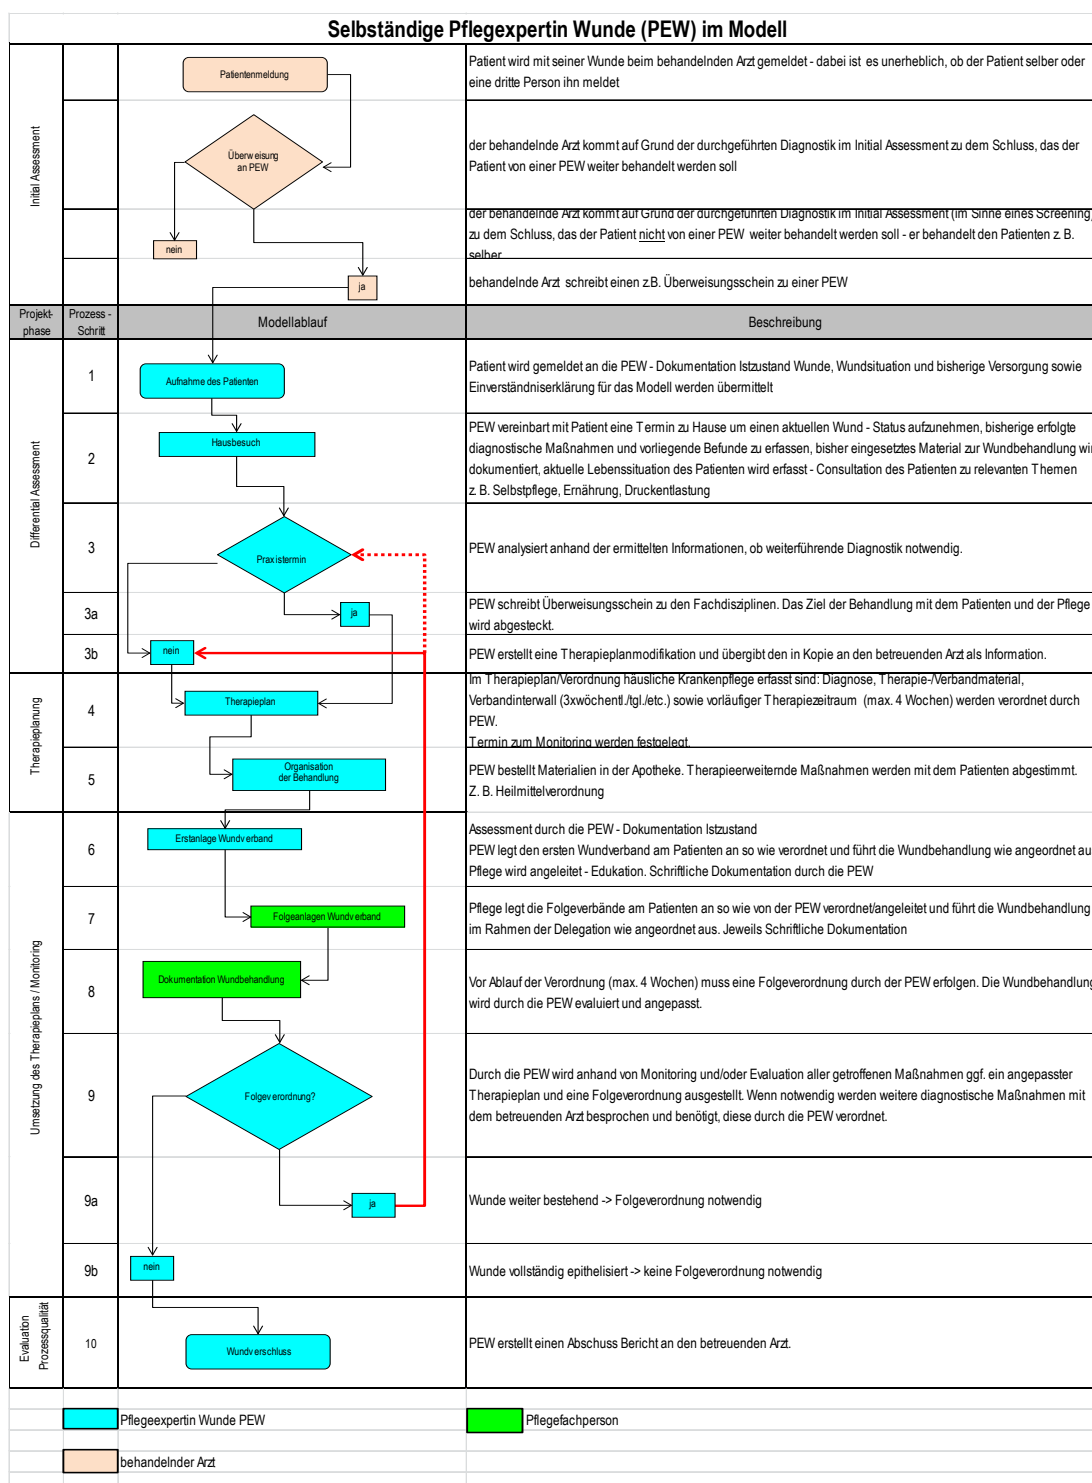 Selbständige Pflegexpertin Wunde (PEW) im Modell
Initial Assessment
Patientenmeldung
Patient wird mit seiner Wunde beim behandelnden Arzt gemeldet - dabei ist es unerheblich, ob der Patient selber oder
eine dritte Person ihn meldet
Überweisung
an PEW
der behandelnde Arzt kommt auf Grund der durchgeführten Diagnostik im Initial Assessment zu dem Schluss, das der
Patient von einer PEW weiter behandelt werden soll
nein
der behandelnde Arzt kommt auf Grund der durchgeführten Diagnostik im Initial Assessment (im Sinne eines Screening)
zu dem Schluss, das der Patient nicht von einer PEW weiter behandelt werden soll - er behandelt den Patienten z. B.
selber
ja
behandelnde Arzt schreibt einen z.B. Überweisungsschein zu einer PEW
Projekt-
phase
Prozess -
Schritt
Modellablauf
Beschreibung
Differential Assessment
1
Aufnahme des Patienten
Patient wird gemeldet an die PEW - Dokumentation Istzustand Wunde, Wundsituation und bisherige Versorgung sowie
Einverständniserklärung für das Modell werden übermittelt
2
Hausbesuch
PEW vereinbart mit Patient eine Termin zu Hause um einen aktuellen Wund - Status aufzunehmen, bisherige erfolgte
diagnostische Maßnahmen und vorliegende Befunde zu erfassen, bisher eingesetztes Material zur Wundbehandlung wi
dokumentiert, aktuelle Lebenssituation des Patienten wird erfasst - Consultation des Patienten zu relevanten Themen
z. B. Selbstpflege, Ernährung, Druckentlastung
3
Praxistermin
PEW analysiert anhand der ermittelten Informationen, ob weiterführende Diagnostik notwendig.
3a
ja
PEW schreibt Überweisungsschein zu den Fachdisziplinen. Das Ziel der Behandlung mit dem Patienten und der Pflege
wird abgesteckt.
3b
nein
PEW erstellt eine Therapieplanmodifikation und übergibt den in Kopie an den betreuenden Arzt als Information.
Therapieplanung
4
Therapieplan
Im Therapieplan/Verordnung häusliche Krankenpflege erfasst sind: Diagnose, Therapie-/Verbandmaterial,
Verbandinterwall (3xwöchentl./tgl./etc.) sowie vorläufiger Therapiezeitraum (max. 4 Wochen) werden verordnet durch
PEW.
Termin zum Monitoring werden festgelegt.
5
Organisation
der Behandlung
PEW bestellt Materialien in der Apotheke. Therapieerweiternde Maßnahmen werden mit dem Patienten abgestimmt.
Z. B. Heilmittelverordnung
Umsetzung des Therapieplans / Monitoring
6
Erstanlage Wundverband
Assessment durch die PEW - Dokumentation Istzustand
PEW legt den ersten Wundverband am Patienten an so wie verordnet und führt die Wundbehandlung wie angeordnet au
Pflege wird angeleitet - Edukation. Schriftliche Dokumentation durch die PEW
7
Folgeanlagen Wundverband
Pflege legt die Folgeverbände am Patienten an so wie von der PEW verordnet/angeleitet und führt die Wundbehandlung
im Rahmen der Delegation wie angeordnet aus. Jeweils Schriftliche Dokumentation
8
Dokumentation Wundbehandlung
Vor Ablauf der Verordnung (max. 4 Wochen) muss eine Folgeverordnung durch der PEW erfolgen. Die Wundbehandlung
wird durch die PEW evaluiert und angepasst.
9
Folgeverordnung?
Durch die PEW wird anhand von Monitoring und/oder Evaluation aller getroffenen Maßnahmen ggf. ein angepasster
Therapieplan und eine Folgeverordnung ausgestellt. Wenn notwendig werden weitere diagnostische Maßnahmen mit
dem betreuenden Arzt besprochen und benötigt, diese durch die PEW verordnet.
9a
ja
Wunde weiter bestehend -> Folgeverordnung notwendig
9b
nein
Wunde vollständig epithelisiert -> keine Folgeverordnung notwendig
Evaluation
Prozessqualität
10
Wundverschluss
PEW erstellt einen Abschuss Bericht an den betreuenden Arzt.
Pflegeexpertin Wunde PEW
Pflegefachperson
behandelnder Arzt